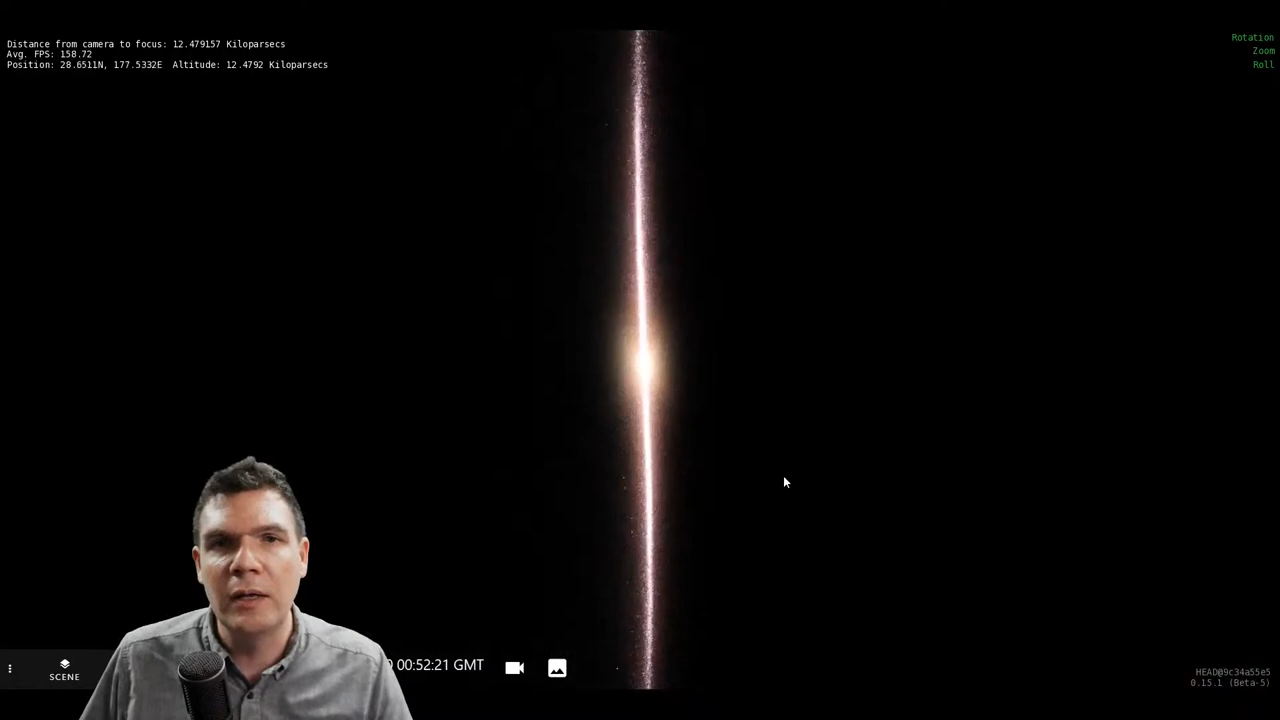 Distance from camera to focus: 12.479157 Kiloparsecs
Avg. FPS: 158.72
Position: 28.6511N, 177.5332E  Altitude: 12.4792 Kiloparsecs
Rotation
Zoom
Roll
SCENE
00:52:21 GMT
HEAD@9c34a55e5
0.15.1 (Beta-5)